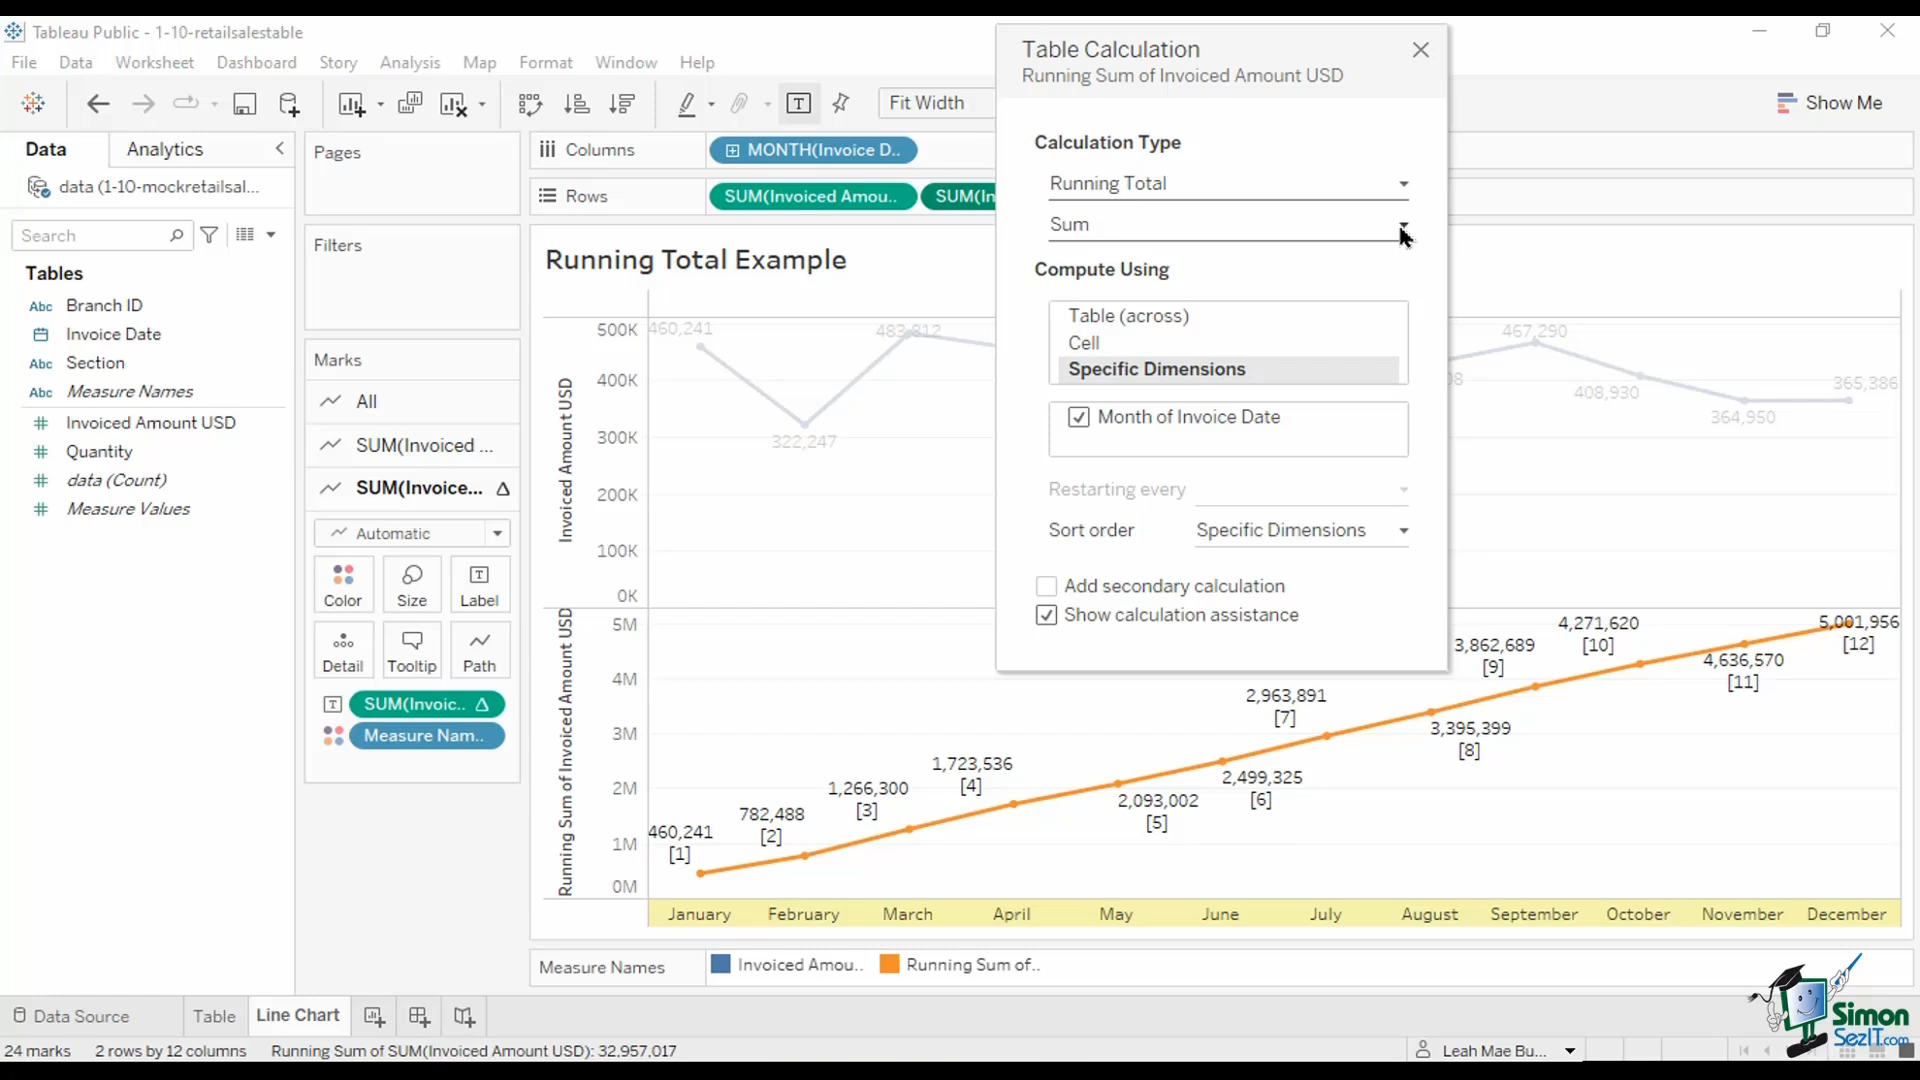 Tableau Public - 1-10-retailsalestable
File Data Worksheet Dashboard Story Analysis Map Format Window Help
Fit Width
Show Me
Data Analytics
data (1-10-mockretailsal...
Search
Tables
Abc Branch ID
Invoice Date
Abc Section
Abc Measure Names
Invoiced Amount USD
Quantity
data (Count)
Measure Values
Pages
Filters
Marks
All
SUM(Invoiced ...
SUM(Invoice... Δ
Automatic
Color Size Label
Detail Tooltip Path
SUM(Invoic.. Δ
Measure Nam..
Columns MONTH(Invoice D..
Rows SUM(Invoiced Amou.. SUM(In
Running Total Example
Invoiced Amount USD
500K
400K
300K
200K
100K
0K
460,241
322,247
483,812
467,290
408,930
364,950
365,386
Running Sum of Invoiced Amount USD
5M
4M
3M
2M
1M
0M
460,241
[1]
782,488
[2]
1,266,300
[3]
1,723,536
[4]
2,093,002
[5]
2,499,325
[6]
2,963,891
[7]
3,395,399
[8]
3,862,689
[9]
4,271,620
[10]
4,636,570
[11]
5,001,956
[12]
January February March April May June July August September October November December
Measure Names Invoiced Amou.. Running Sum of..
Table Calculation
Running Sum of Invoiced Amount USD
Calculation Type
Running Total
Sum
Compute Using
Table (across)
Cell
Specific Dimensions
Month of Invoice Date
Restarting every
Sort order Specific Dimensions
Add secondary calculation
Show calculation assistance
Data Source Table Line Chart
24 marks 2 rows by 12 columns Running Sum of SUM(Invoiced Amount USD): 32,957,017
Leah Mae Bu...
Simon
SezIT.com